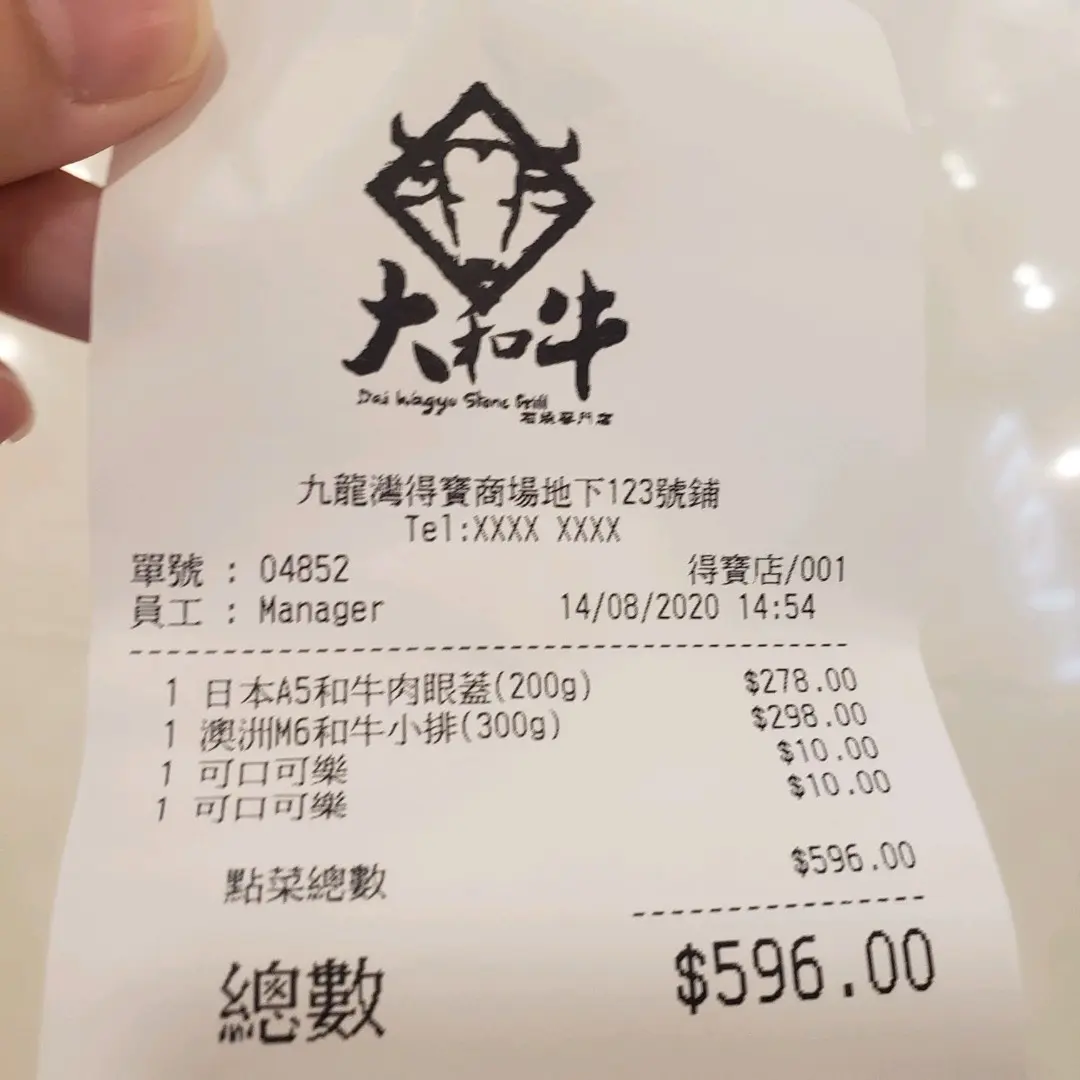 大和牛
Dai Wagyu Stone Grill
石燒專門店
九龍灣得寶商場地下123號鋪
Tel:XXXX XXXX
單號 : 04852 得寶店/001
員工 : Manager 14/08/2020 14:54
1 日本A5和牛肉眼蓋(200g) $278.00
1 澳洲M6和牛小排(300g) $298.00
1 可口可樂 $10.00
1 可口可樂 $10.00
點菜總數 $596.00
總數 $596.00